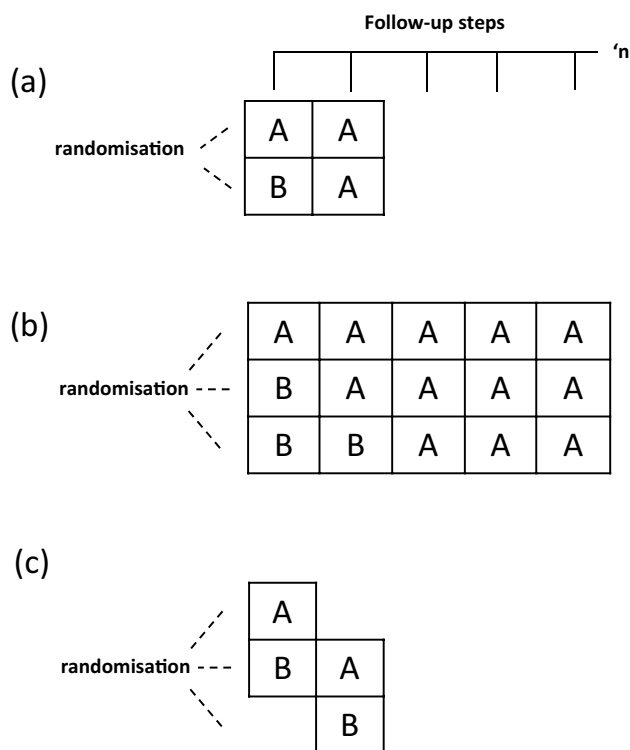 Follow-up steps
‘n
(a)
randomisation
A A
B A
(b)
randomisation
A A A A A
B A A A A
B B A A A
(c)
randomisation
A
B A
B